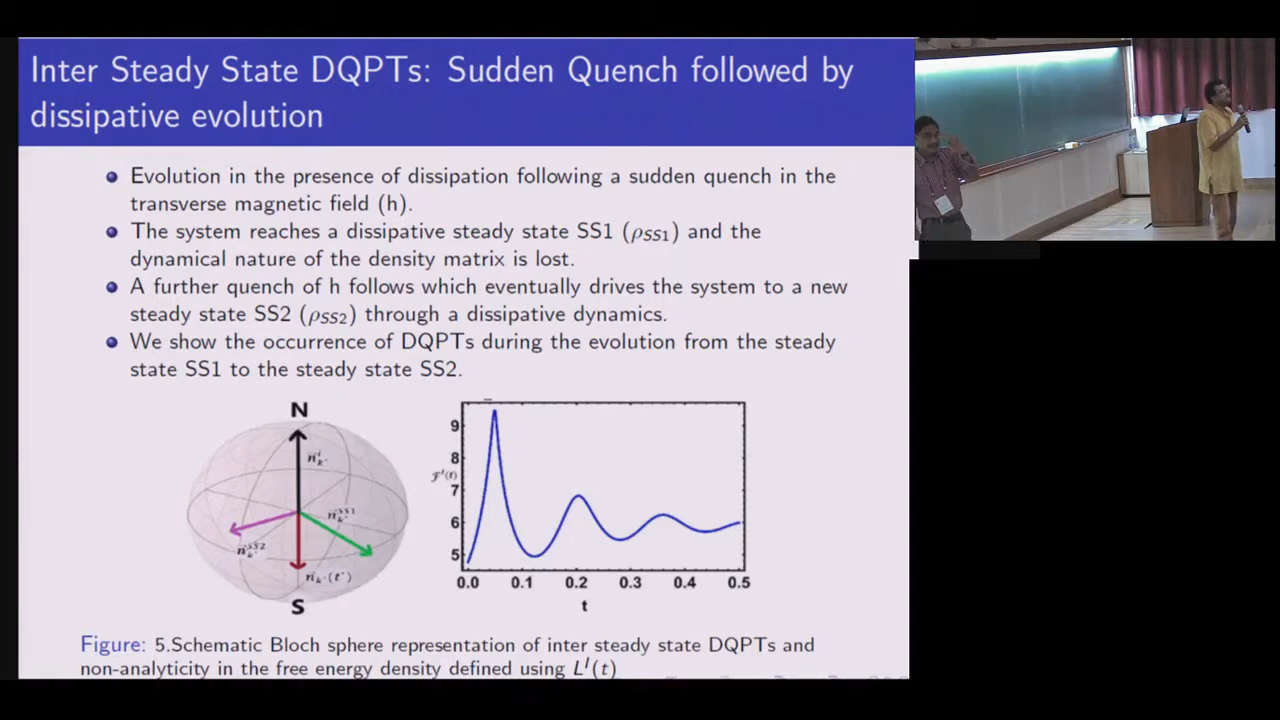 Inter Steady State DQPTs: Sudden Quench followed by
dissipative evolution
Evolution in the presence of dissipation following a sudden quench in the
transverse magnetic field (h).
The system reaches a dissipative steady state SS1 (ρSS1) and the
dynamical nature of the density matrix is lost.
A further quench of h follows which eventually drives the system to a new
steady state SS2 (ρSS2) through a dissipative dynamics.
We show the occurrence of DQPTs during the evolution from the steady
state SS1 to the steady state SS2.
N
S
9
8
7
6
5
0.0 0.1 0.2 0.3 0.4 0.5
t
Figure: 5.Schematic Bloch sphere representation of inter steady state DQPTs and
non-analyticity in the free energy density defined using L^I(t)